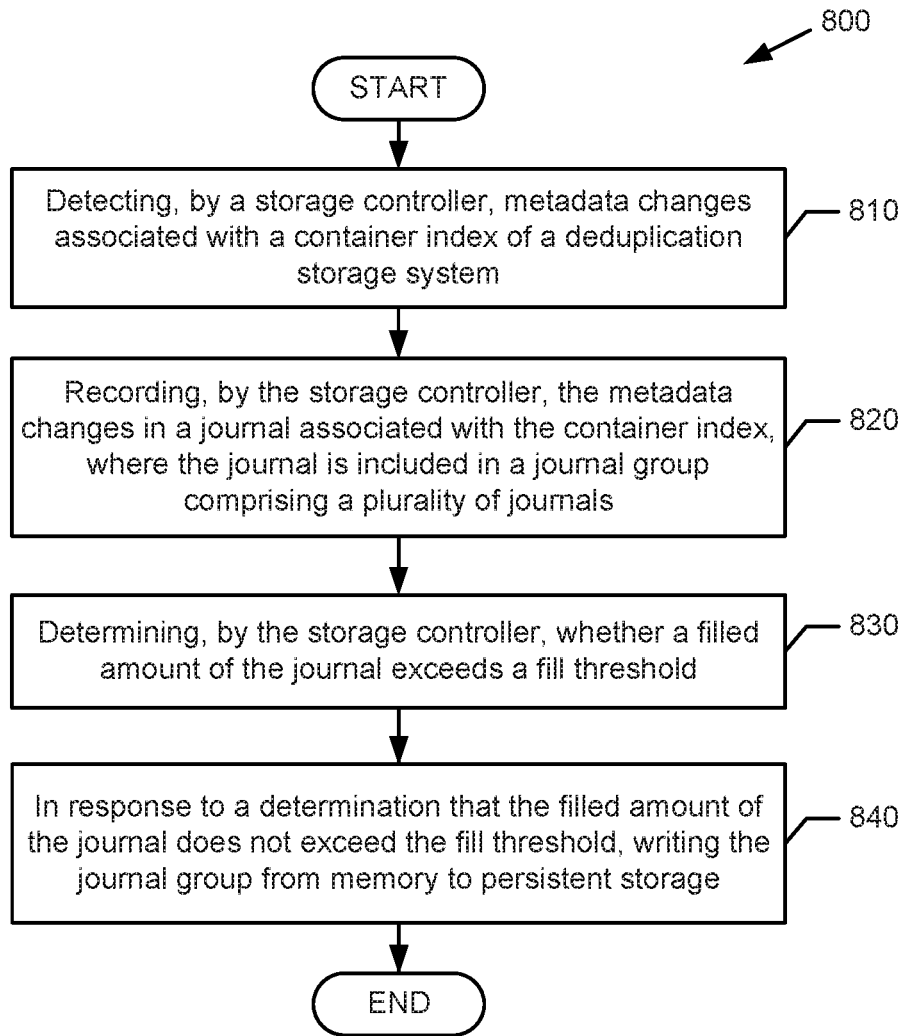 800
START
Detecting, by a storage controller, metadata changes
associated with a container index of a deduplication
storage system
810
Recording, by the storage controller, the metadata
changes in a journal associated with the container index,
where the journal is included in a journal group
comprising a plurality of journals
820
Determining, by the storage controller, whether a filled
amount of the journal exceeds a fill threshold
830
In response to a determination that the filled amount of
the journal does not exceed the fill threshold, writing the
journal group from memory to persistent storage
840
END